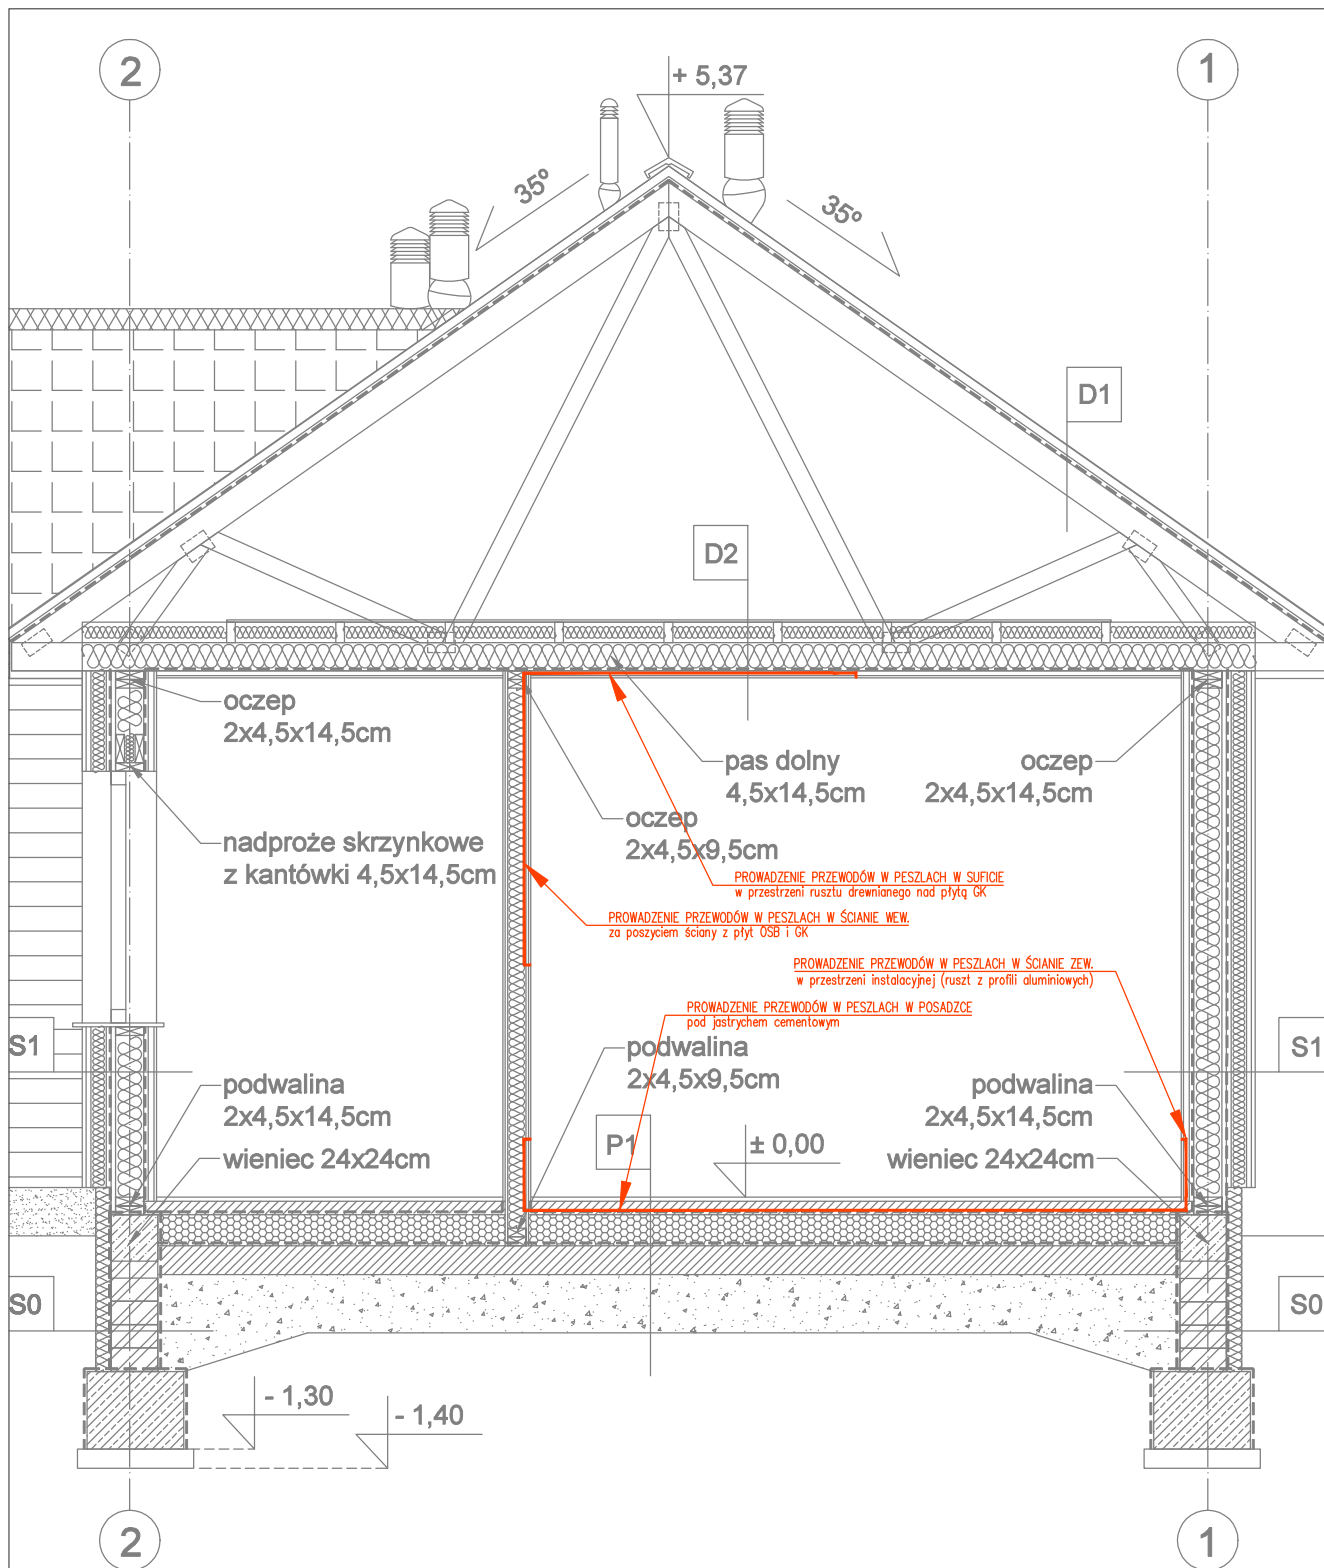 2
1
+ 5,37
35º
35º
D1
D2
oczep
2x4,5x14,5cm
pas dolny
4,5x14,5cm
oczep
2x4,5x14,5cm
oczep
2x4,5x9,5cm
nadproże skrzynkowe
z kantówki 4,5x14,5cm
PROWADZENIE PRZEWODÓW W PESZLACH W SUFICIE
w przestrzeni rusztu drewnianego nad płytą GK
PROWADZENIE PRZEWODÓW W PESZLACH W ŚCIANIE WEW.
za poszyciem ściany z płyt OSB i GK
PROWADZENIE PRZEWODÓW W PESZLACH W ŚCIANIE ZEW.
w przestrzeni instalacyjnej (ruszt z profili aluminiowych)
PROWADZENIE PRZEWODÓW W PESZLACH W POSADZCE
pod jastrychem cementowym
S1
S1
podwalina
2x4,5x9,5cm
podwalina
2x4,5x14,5cm
podwalina
2x4,5x14,5cm
P1
± 0,00
wieniec 24x24cm
wieniec 24x24cm
S0
S0
- 1,30
- 1,40
2
1